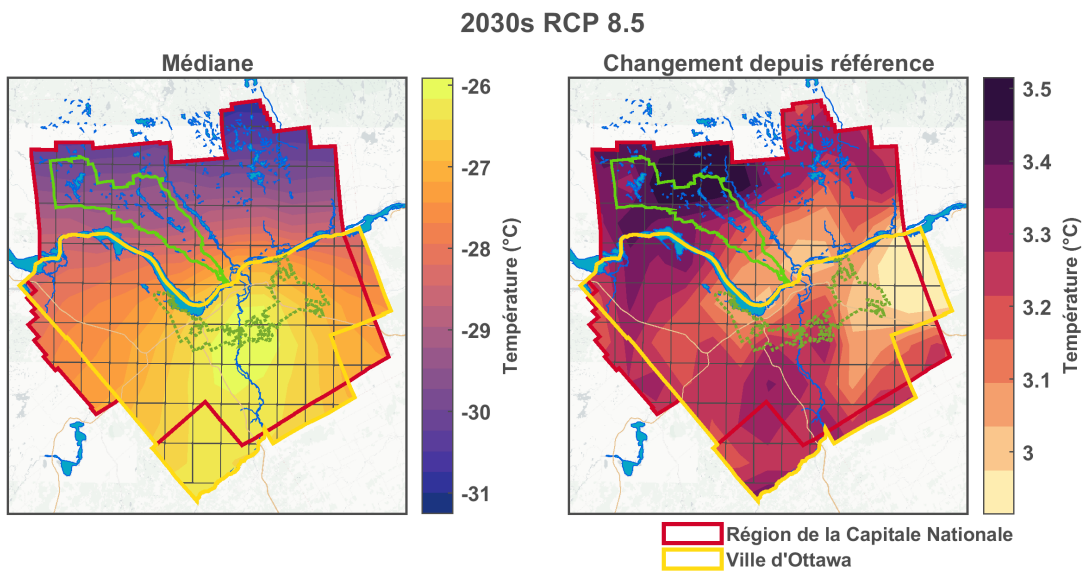 2030s RCP 8.5
Médiane
Changement depuis référence
-26
-27
-28
-29
-30
-31
Température (°C)
3.5
3.4
3.3
3.2
3.1
3
Température (°C)
Région de la Capitale Nationale
Ville d'Ottawa